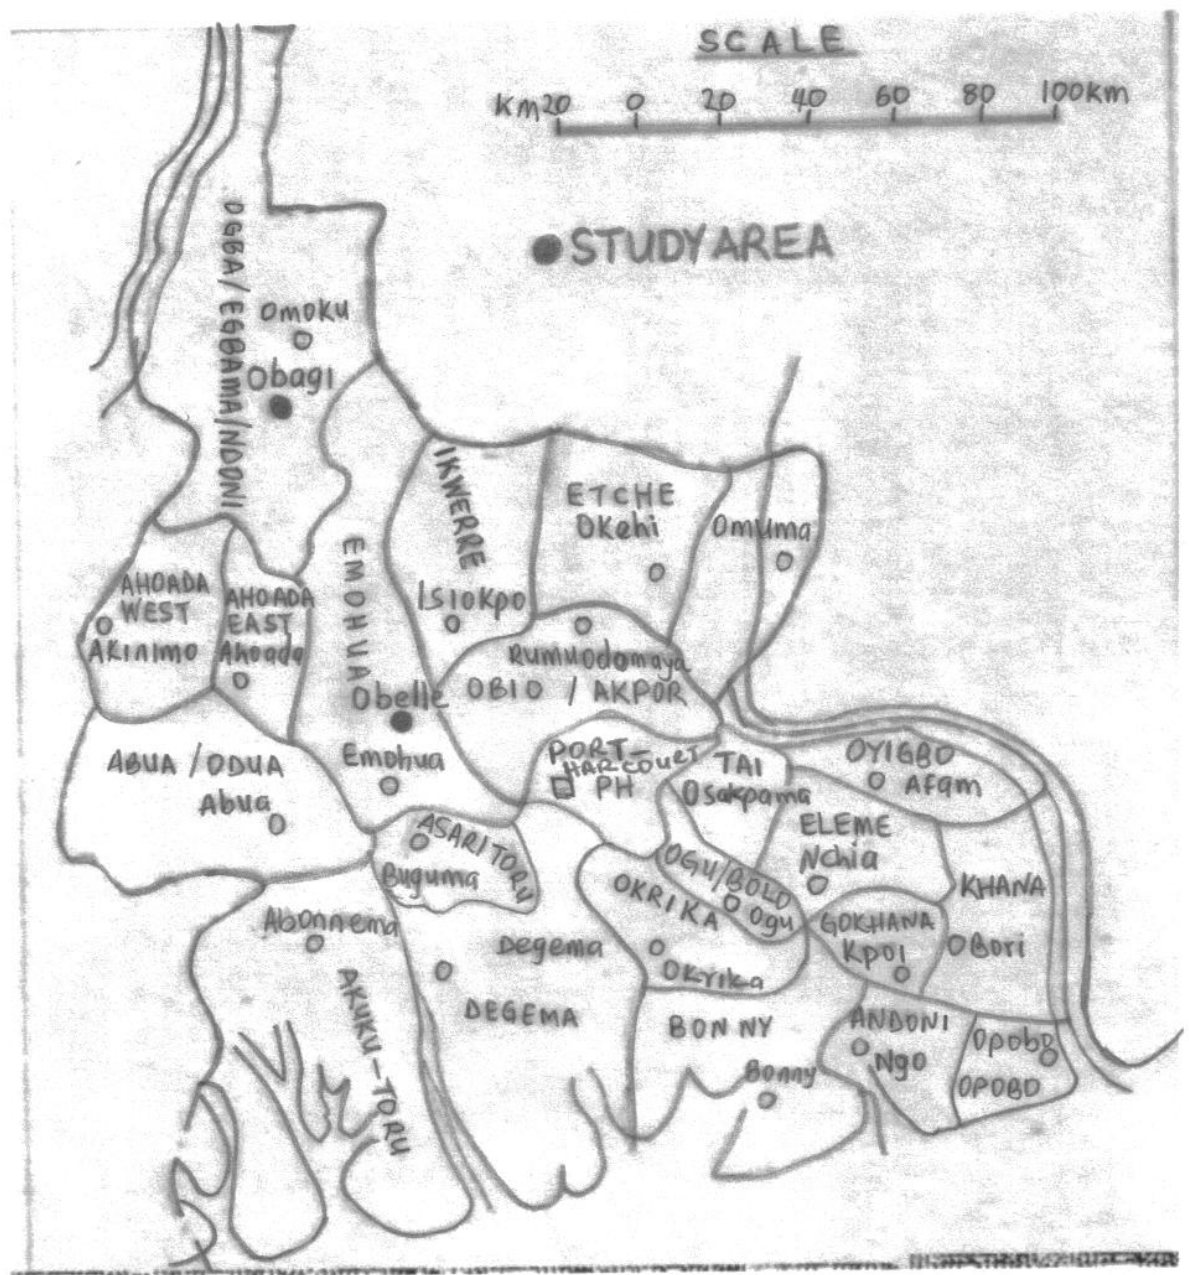 SCALE
Km20 0 20 40 60 80 100km
STUDYAREA
OGBA/EGBAMA/NDONI
Omoku
Obagi
IKWERRE
ETCHE
Okehi
Omuma
EMOHUA
AHOADA
WEST
Akinimo
AHOADA
EAST
Ahoada
Isiokpo
Rumuodomaya
OBIO / AKPOR
Obelle
Emohua
ABUA / ODUA
Abua
PORT-
HARCOURT
PH
TAI
Osakpama
OYIGBO
Afam
ELEME
Nchia
ASARITORU
Buguma
OGU/BOLO
Ogu
OKRIKA
Okrika
KHANA
Bori
GOKHANA
Kpoi
Abonnema
AKUKU-TORU
Degema
DEGEMA
BONNY
Bonny
ANDONI
Ngo
Opobo
OPOBO